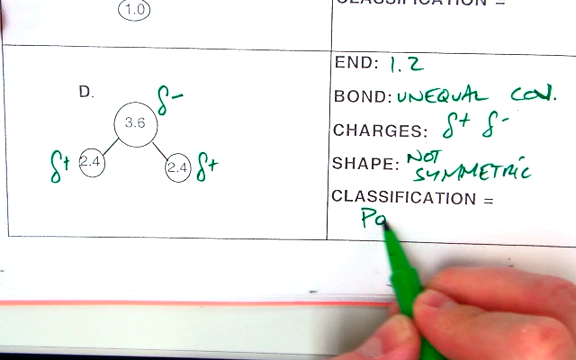 1.0
CLASSIFICATION =
D.
δ-
3.6
δ+ 2.4
2.4 δ+
END: 1.2
BOND: UNEQUAL COV.
CHARGES: δ+ δ-
SHAPE: NOT
SYMMETRIC
CLASSIFICATION =
Po